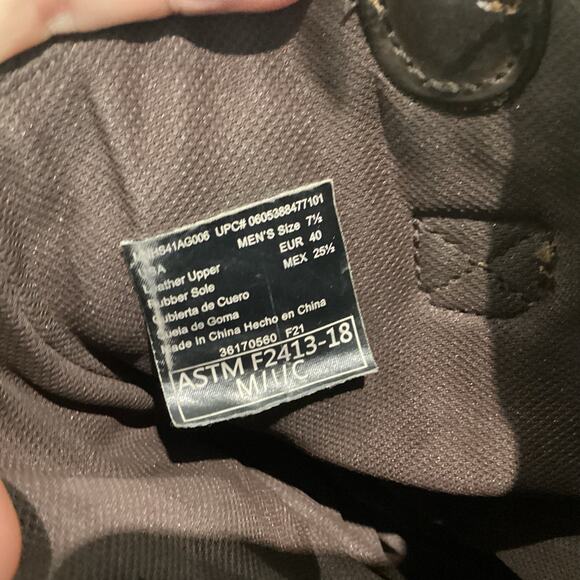 UPC# 0605388477101
MEN'S Size 7½
EUR 40
Leather Upper
MEX 25½
Rubber Sole
Cubierta de Cuero
Suela de Goma
Made in China Hecho en China
36170560 F21
ASTM F2413-18
M/I/C